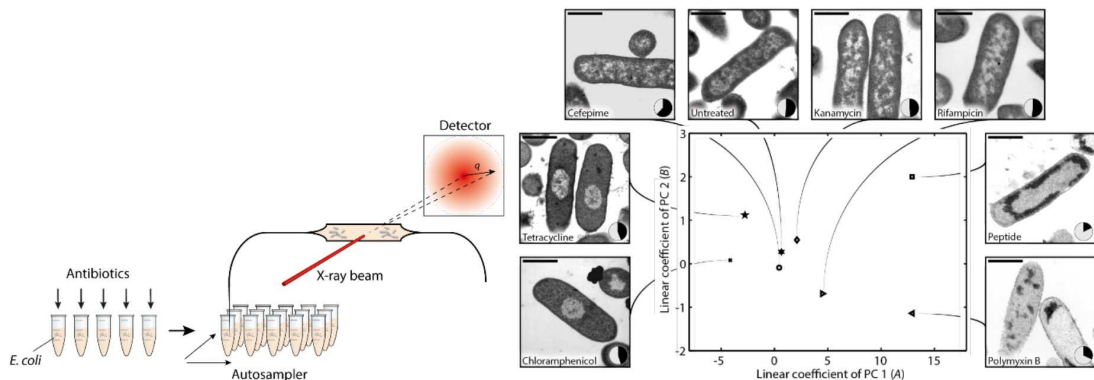 Detector
q
X-ray beam
Antibiotics
E. coli
Autosampler
Cefepime
Untreated
Kanamycin
Rifampicin
Tetracycline
Chloramphenicol
Peptide
Polymyxin B
Linear coefficient of PC 2 (B)
3
2
1
0
-1
-2
-5
0
5
10
15
Linear coefficient of PC 1 (A)